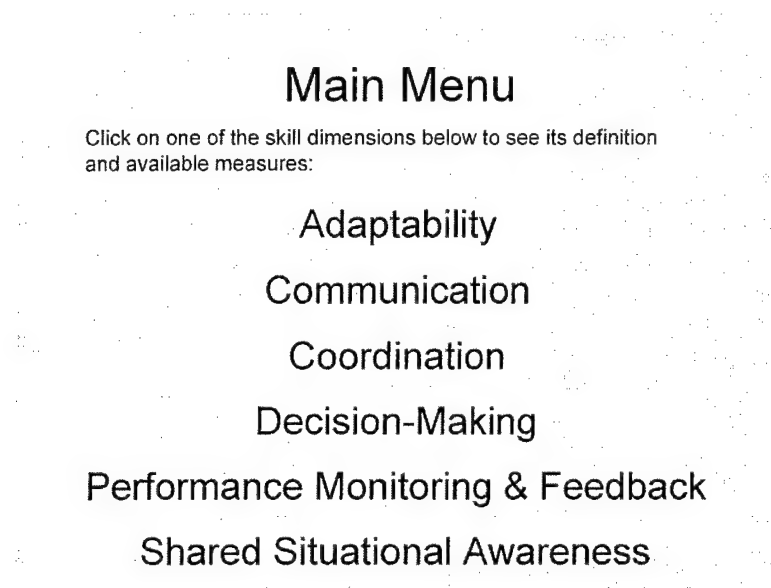 Main Menu
Click on one of the skill dimensions below to see its definition
and available measures:
Adaptability
Communication
Coordination
Decision-Making
Performance Monitoring & Feedback
Shared Situational Awareness